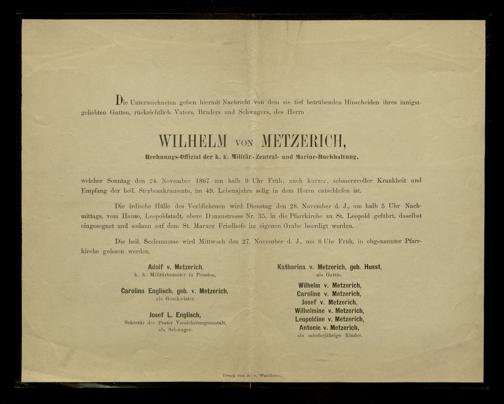 Die Unterzeichneten geben hiermit Nachricht von dem sie tief betrübenden Hinscheiden ihres innigst-
geliebten Gatten, rücksichtlich Vaters, Bruders und Schwagers, des Herrn
WILHELM VON METZERICH,
Rechnungs-Offizial der k. k. Militär-Zentral- und Marine-Buchhaltung,
welcher Sonntag den 24. November 1867 um halb 9 Uhr Früh, nach kurzer, schmerzvoller Krankheit und
Empfang der heil. Sterbsakramente, im 49. Lebensjahre selig in dem Herrn entschlafen ist.
Die irdische Hülle des Verblichenen wird Dienstag den 26. November d. J., um halb 5 Uhr Nach-
mittags, vom Hause, Leopoldstadt, obere Donaustrasse Nr. 35, in die Pfarrkirche zu St. Leopold geführt, daselbst
eingesegnet und sodann auf dem St. Marxer Friedhofe im eigenen Grabe beerdigt werden.
Die heil. Seelenmesse wird Mittwoch den 27. November d. J., um 8 Uhr Früh, in obgenannter Pfarr-
kirche gelesen werden.
Adolf v. Metzerich,
k. k. Militärbeamter in Pension,
Carolina Englisch, geb. v. Metzerich,
als Geschwister.
Josef L. Englisch,
Sekretär der Pester Versicherungsanstalt,
als Schwager.
Katharina v. Metzerich, geb. Hunst,
als Gattin.
Wilhelm v. Metzerich,
Caroline v. Metzerich,
Josef v. Metzerich,
Wilhelmine v. Metzerich,
Leopoldine v. Metzerich,
Antonie v. Metzerich,
als minderjährige Kinder.
Druck von